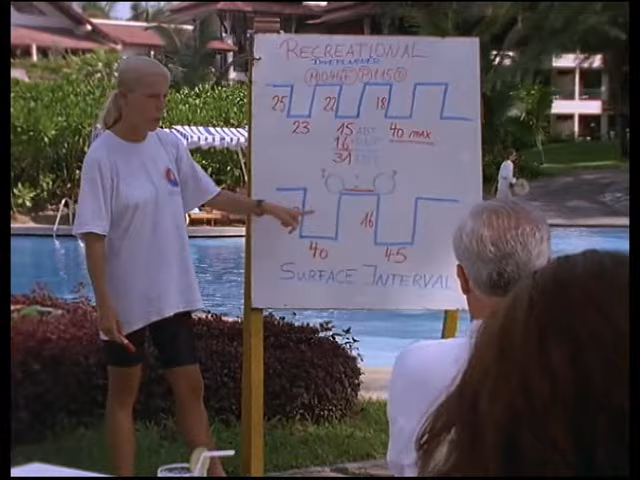 RECREATIONAL
25 22 18
23 15 40 max
16
31
16
40 45
SURFACE INTERVAL